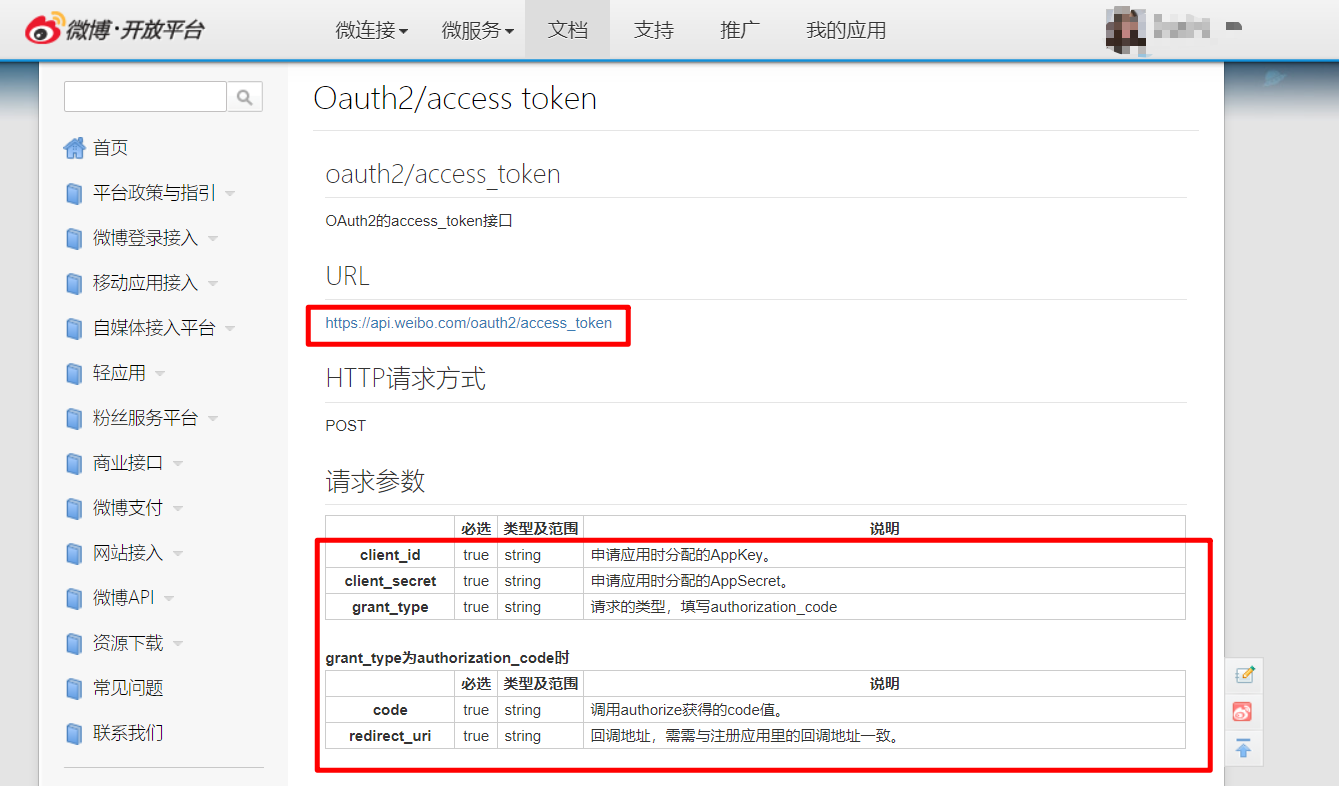 微博·开放平台 微连接 微服务 文档 支持 推广 我的应用
首页
平台政策与指引
微博登录接入
移动应用接入
自媒体接入平台
轻应用
粉丝服务平台
商业接口
微博支付
网站接入
微博API
资源下载
常见问题
联系我们
Oauth2/access token
oauth2/access_token
OAuth2的access_token接口
URL
https://api.weibo.com/oauth2/access_token
HTTP请求方式
POST
请求参数
必选 类型及范围 说明
client_id true string 申请应用时分配的AppKey。
client_secret true string 申请应用时分配的AppSecret。
grant_type true string 请求的类型，填写authorization_code
grant_type为authorization_code时
必选 类型及范围 说明
code true string 调用authorize获得的code值。
redirect_uri true string 回调地址，需需与注册应用里的回调地址一致。